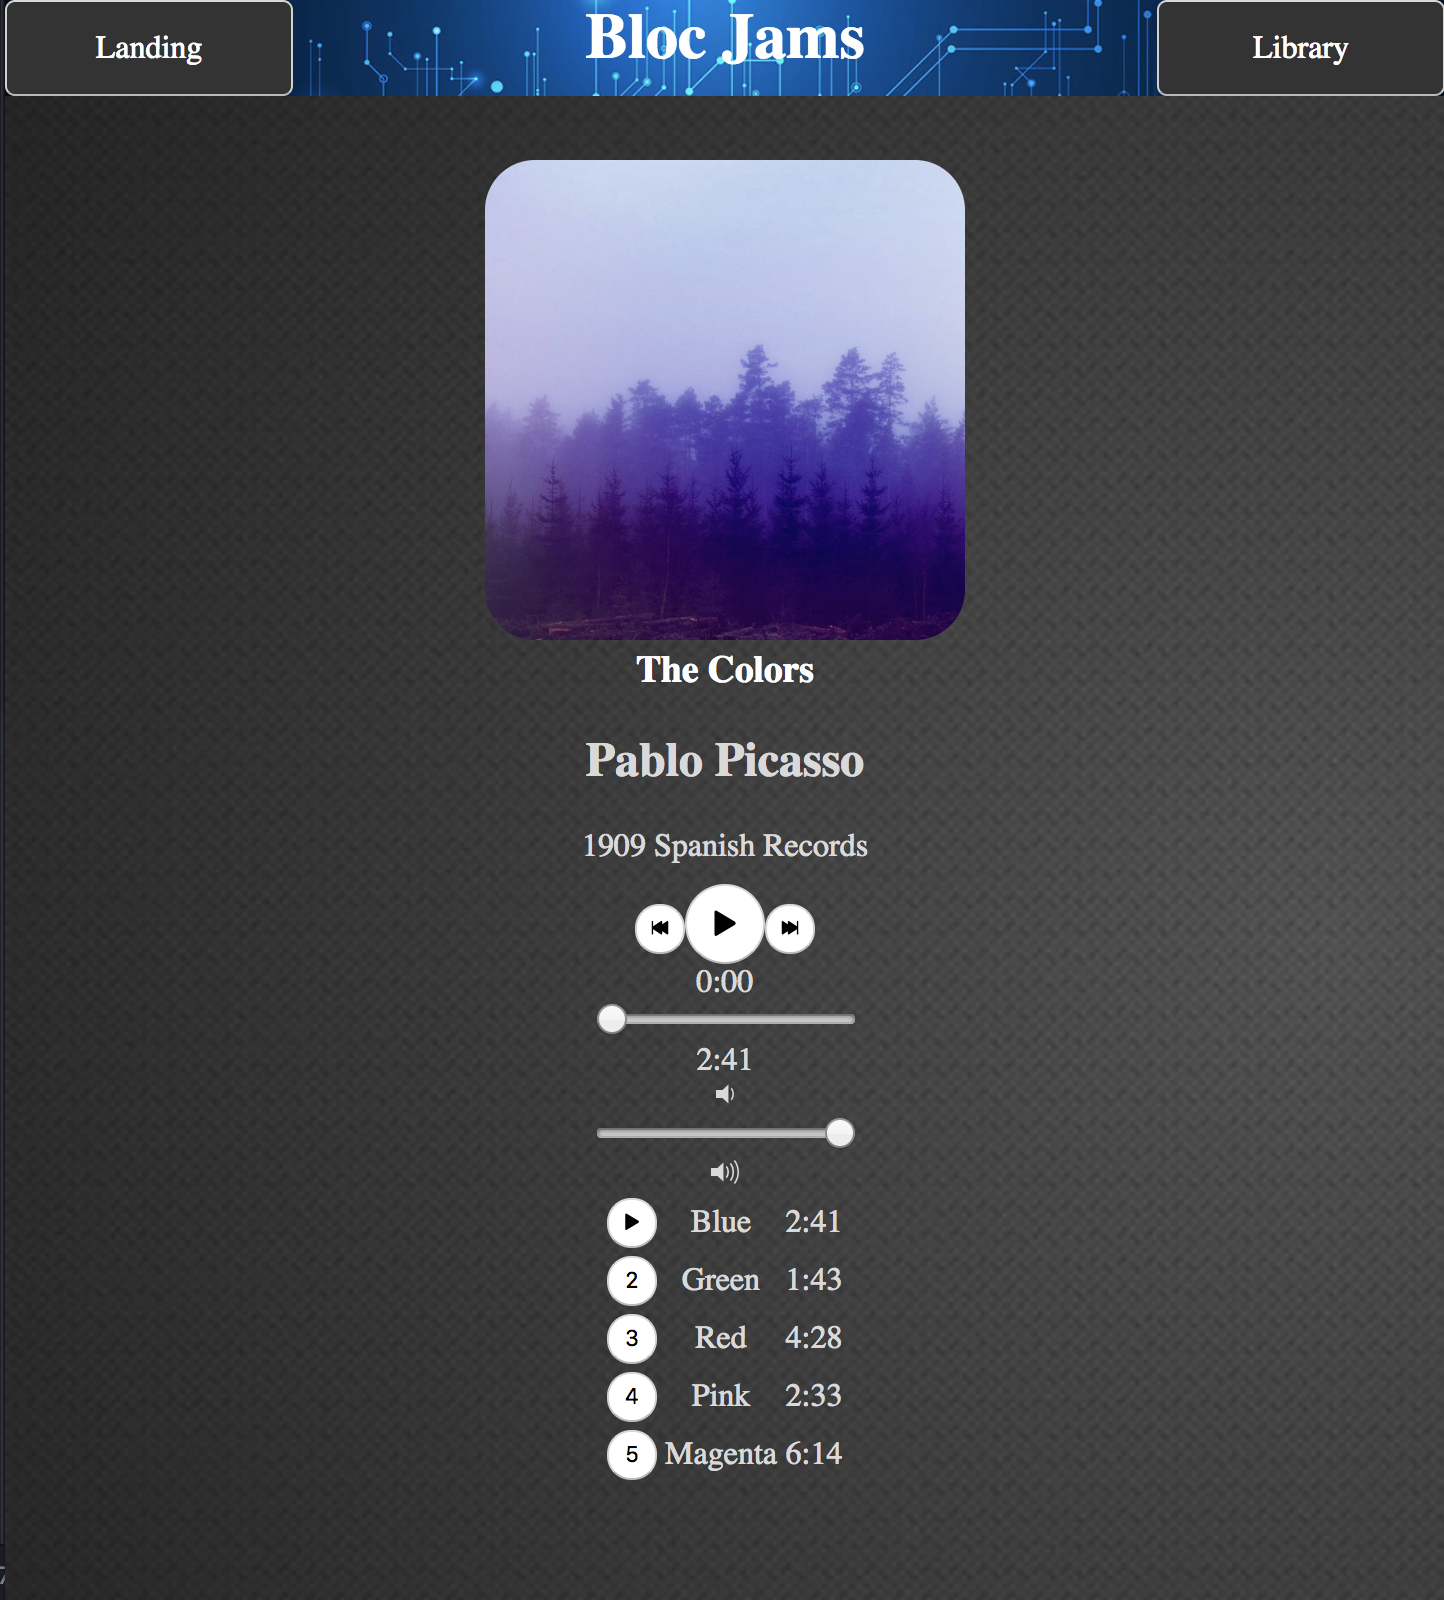 Landing
Bloc Jams
Library
The Colors
Pablo Picasso
1909 Spanish Records
0:00
2:41
Blue 2:41
2 Green 1:43
3 Red 4:28
4 Pink 2:33
5 Magenta 6:14